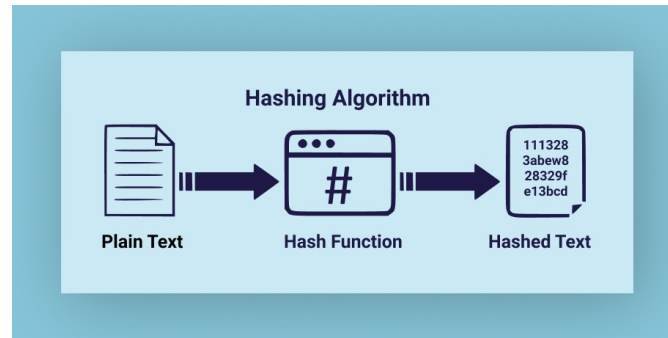 Hashing Algorithm
#
111328
3abew8
28329f
e13bcd
Plain Text
Hash Function
Hashed Text